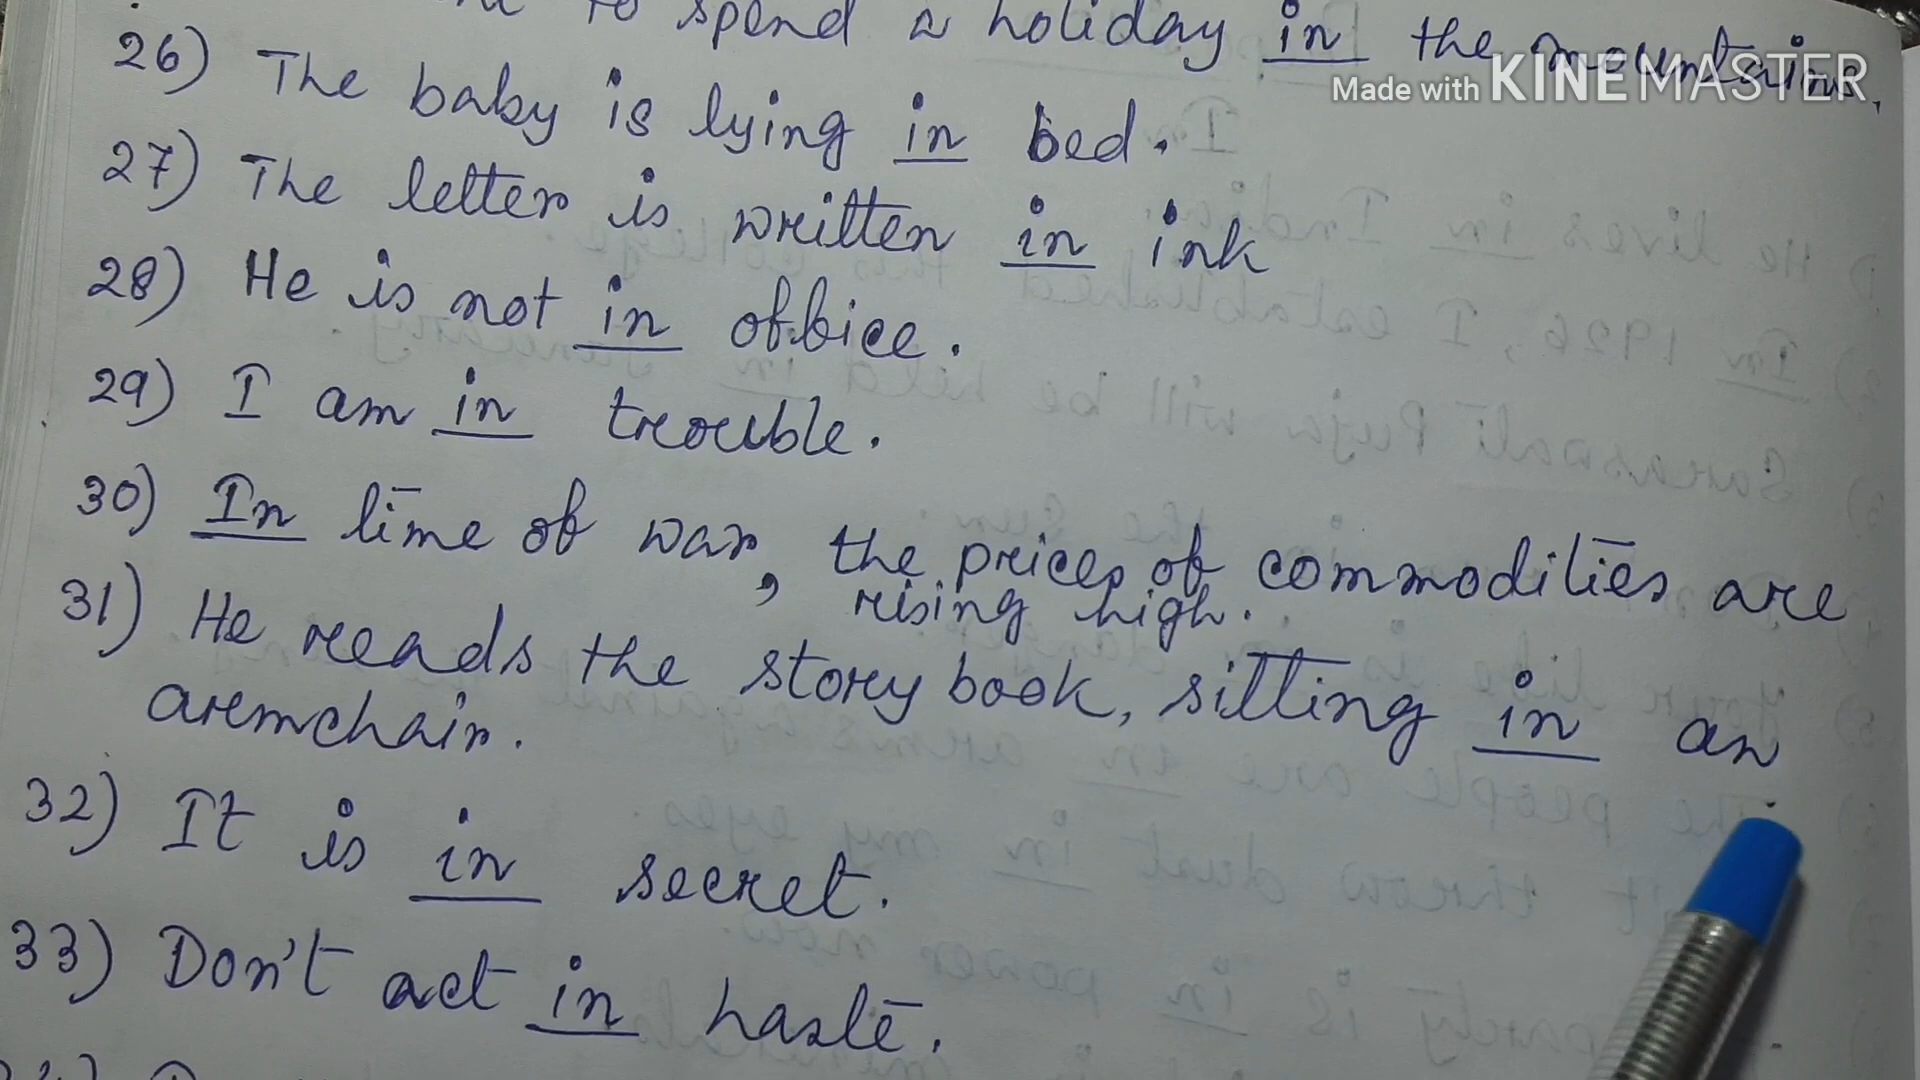 to spend a holiday in the mountains.
Made with KINEMASTER
26) The baby is lying in bed.
27) The letter is written in ink
28) He is not in office.
29) I am in trouble.
30) In time of war, the prices of commodities are
rising high.
31) He reads the story book, sitting in an
armchair.
32) It is in secret.
33) Don't act in haste.